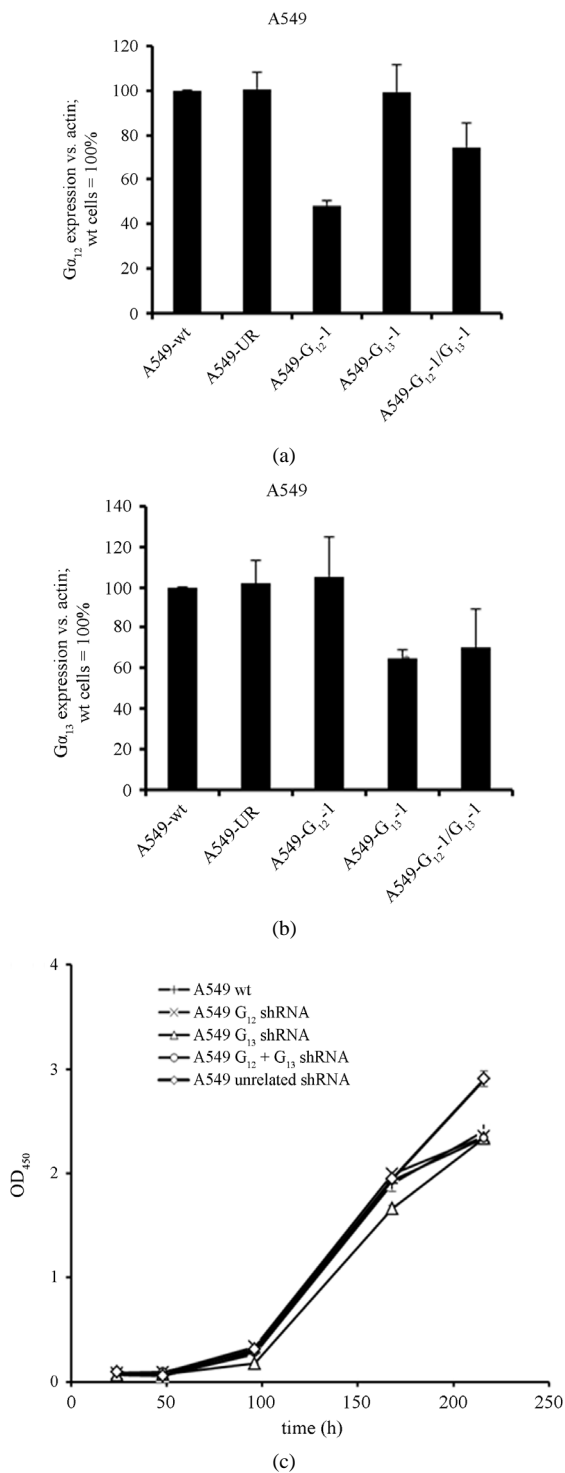 A549
Gα₁₂ expression vs. actin;
wt cells = 100%
120
100
80
60
40
20
0
A549-wt
A549-UR
A549-G₁₂-1
A549-G₁₃-1
A549-G₁₂-1/G₁₃-1
(a)
A549
Gα₁₃ expression vs. actin;
wt cells = 100%
140
120
100
80
60
40
20
0
A549-wt
A549-UR
A549-G₁₂-1
A549-G₁₃-1
A549-G₁₂-1/G₁₃-1
(b)
4
3
2
1
0
OD₄₅₀
A549 wt
A549 G₁₂ shRNA
A549 G₁₃ shRNA
A549 G₁₂ + G₁₃ shRNA
A549 unrelated shRNA
0
50
100
150
200
250
time (h)
(c)